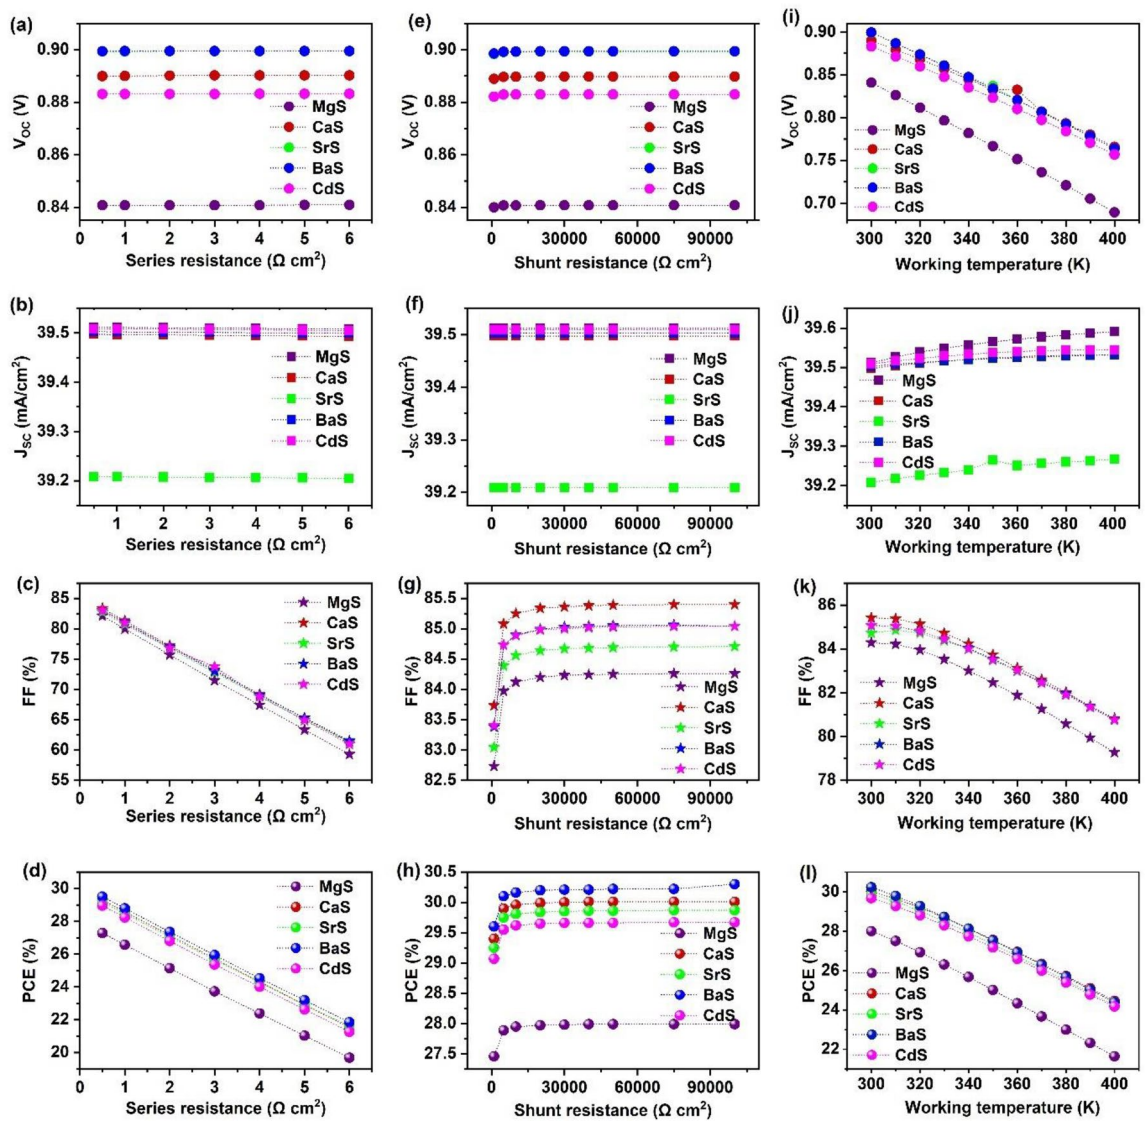 (a)
0.90
0.88
0.86
0.84
V_OC (V)
MgS
CaS
SrS
BaS
CdS
0 1 2 3 4 5 6
Series resistance (Ω cm²)
(e)
0.90
0.88
0.86
0.84
V_OC (V)
MgS
CaS
SrS
BaS
CdS
0 30000 60000 90000
Shunt resistance (Ω cm²)
(i)
0.90
0.85
0.80
0.75
0.70
V_OC (V)
MgS
CaS
SrS
BaS
CdS
300 320 340 360 380 400
Working temperature (K)
(b)
39.5
39.4
39.3
39.2
J_SC (mA/cm²)
MgS
CaS
SrS
BaS
CdS
1 2 3 4 5 6
Series resistance (Ω cm²)
(f)
39.5
39.4
39.3
39.2
J_SC (mA/cm²)
MgS
CaS
SrS
BaS
CdS
0 30000 60000 90000
Shunt resistance (Ω cm²)
(j)
39.6
39.5
39.4
39.3
39.2
J_SC (mA/cm²)
MgS
CaS
SrS
BaS
CdS
300 320 340 360 380 400
Working temperature (K)
(c)
85
80
75
70
65
60
55
FF (%)
MgS
CaS
SrS
BaS
CdS
0 1 2 3 4 5 6
Series resistance (Ω cm²)
(g)
85.5
85.0
84.5
84.0
83.5
83.0
82.5
FF (%)
MgS
CaS
SrS
BaS
CdS
0 30000 60000 90000
Shunt resistance (Ω cm²)
(k)
86
84
82
80
78
FF (%)
MgS
CaS
SrS
BaS
CdS
300 320 340 360 380 400
Working temperature (K)
(d)
30
28
26
24
22
20
PCE (%)
MgS
CaS
SrS
BaS
CdS
0 1 2 3 4 5 6
Series resistance (Ω cm²)
(h)
30.5
30.0
29.5
29.0
28.5
28.0
27.5
PCE (%)
MgS
CaS
SrS
BaS
CdS
0 30000 60000 90000
Shunt resistance (Ω cm²)
(l)
30
28
26
24
22
PCE (%)
MgS
CaS
SrS
BaS
CdS
300 320 340 360 380 400
Working temperature (K)